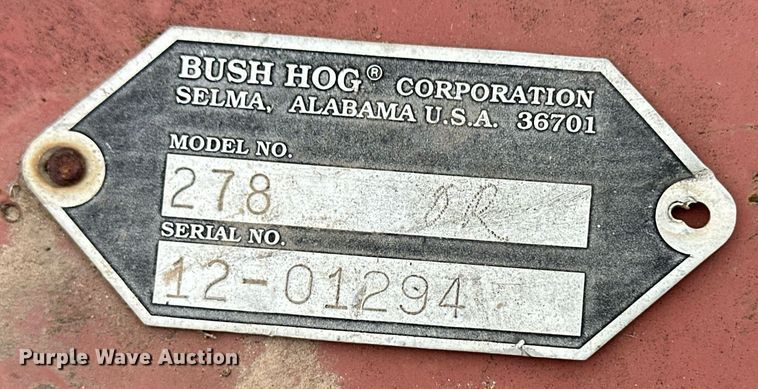 BUSH HOG® CORPORATION
SELMA, ALABAMA U.S.A. 36701
MODEL NO.
278
SERIAL NO.
12-01294
Purple Wave Auction